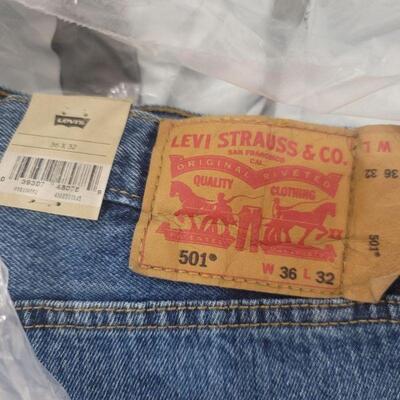 LEVI'S
36 X 32
LEVI STRAUSS & CO.
SAN FRANCISCO
CAL.
ORIGINAL RIVETED
QUALITY CLOTHING
501®
W 36 L 32
W L
36 32
501®